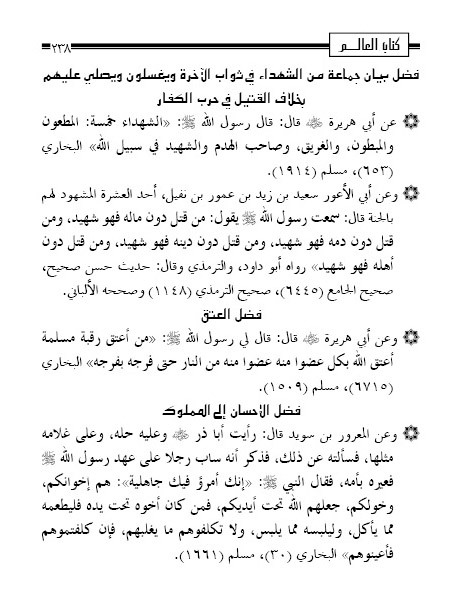 كتاب العالم
٢٣٨
فضل بيان جماعة من الشهداء في ثواب الآخرة ويغسلون ويصلي عليهم
بخلاف القتيل في حرب الكفار
عن أبي هريرة ﷺ قال: قال رسول الله ﷺ: «الشهداء خمسة: المطعون
والمبطون، والغريق، وصاحب الهدم والشهيد في سبيل الله» البخاري
(٦٥٣)، مسلم (١٩١٤).
وعن أبي الأعور سعيد بن زيد بن عمور بن نفيل، أحد العشرة المشهود لهم
بالجنة قال: سمعت رسول الله ﷺ يقول: من قتل دون ماله فهو شهيد، ومن
قتل دون دمه فهو شهيد، ومن قتل دون دينه فهو شهيد، ومن قتل دون
أهله فهو شهيد» رواه أبو داود، والترمذي وقال: حديث حسن صحيح،
صحيح الجامع (٦٤٤٥)، صحيح الترمذي (١١٤٨) وصححه الألباني.
فضل العتق
وعن أبي هريرة ﷺ قال: قال لي رسول الله ﷺ: «من أعتق رقبة مسلمة
أعتق الله بكل عضوا منه عضوا منه من النار حتى فرجه بفرجه» البخاري
(٦٧١٥)، مسلم (١٥٠٩).
فضل الأحسان إلى المملوك
وعن المعرور بن سويد قال: رأيت أبا ذر ﷺ وعليه حله، وعلى غلامه
مثلها، فسألته عن ذلك، فذكر أنه ساب رجلا على عهد رسول الله ﷺ
فعيره بأمه، فقال النبي ﷺ: «إنك أمرؤ فيك جاهلية»: هم إخوانكم،
وخولكم، جعلهم الله تحت أيديكم، فمن كان أخوه تحت يده فليطعمه
مما يأكل، وليلبسه مما يلبس، ولا تكلفوهم ما يغلبهم، فإن كلفتموهم
فأعينوهم» البخاري (٣٠)، مسلم (١٦٦١).